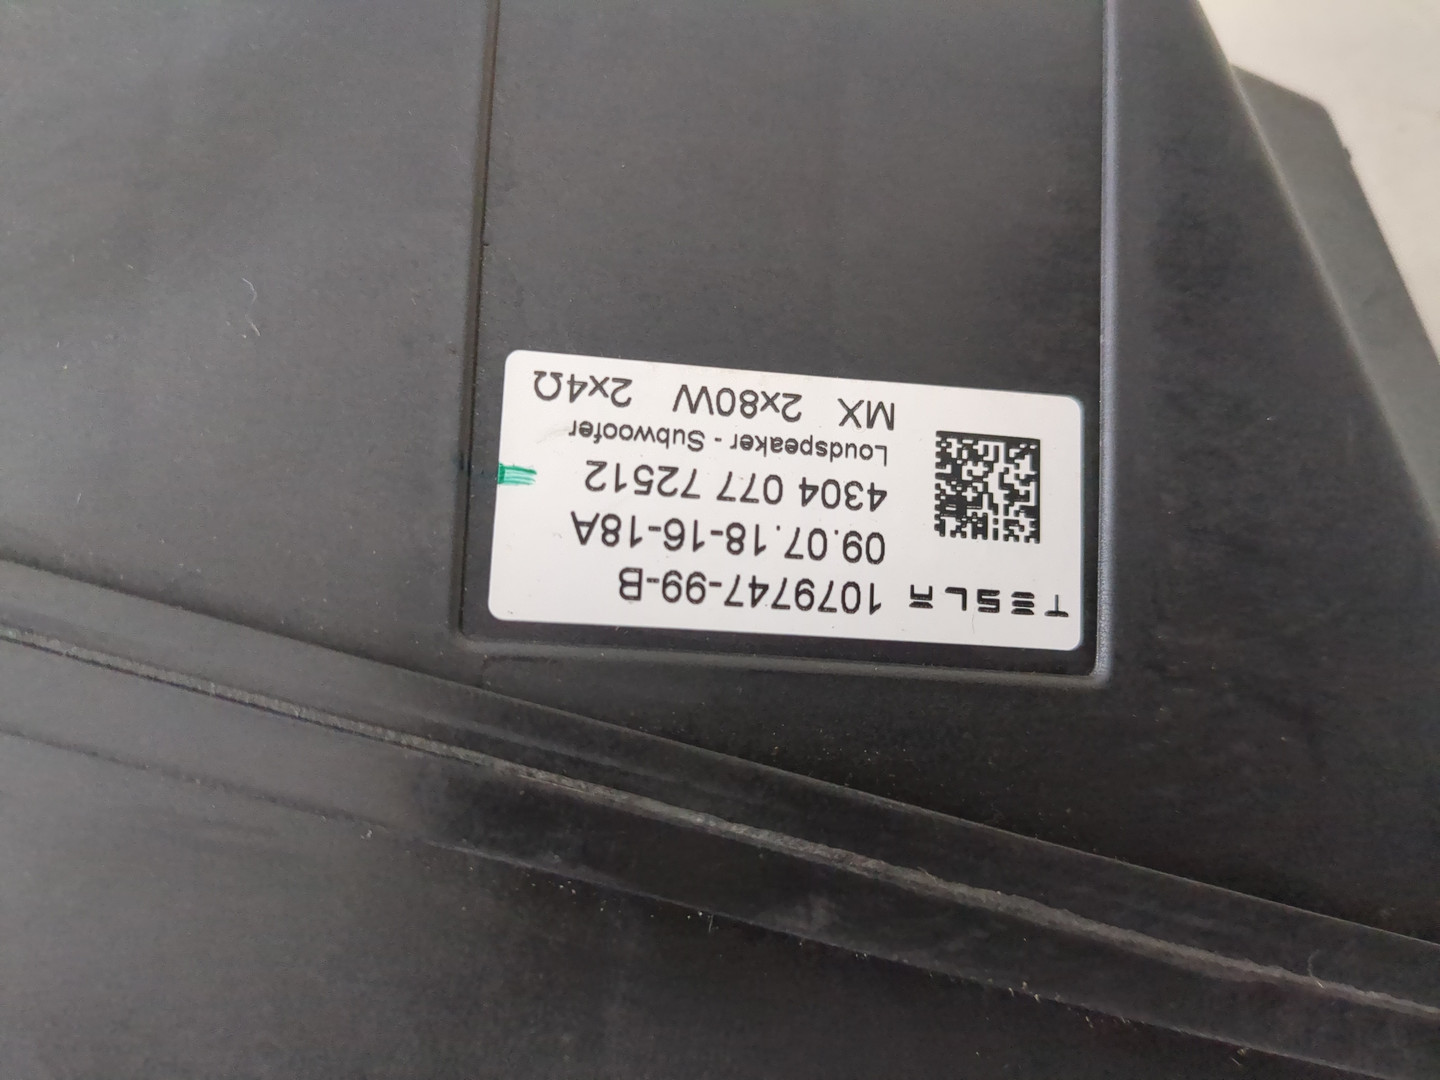 TESLA 1079747-99-B
09.07.18-16-18A
4304 077 72512
Loudspeaker - Subwoofer
MX 2x80W 2x4Ω